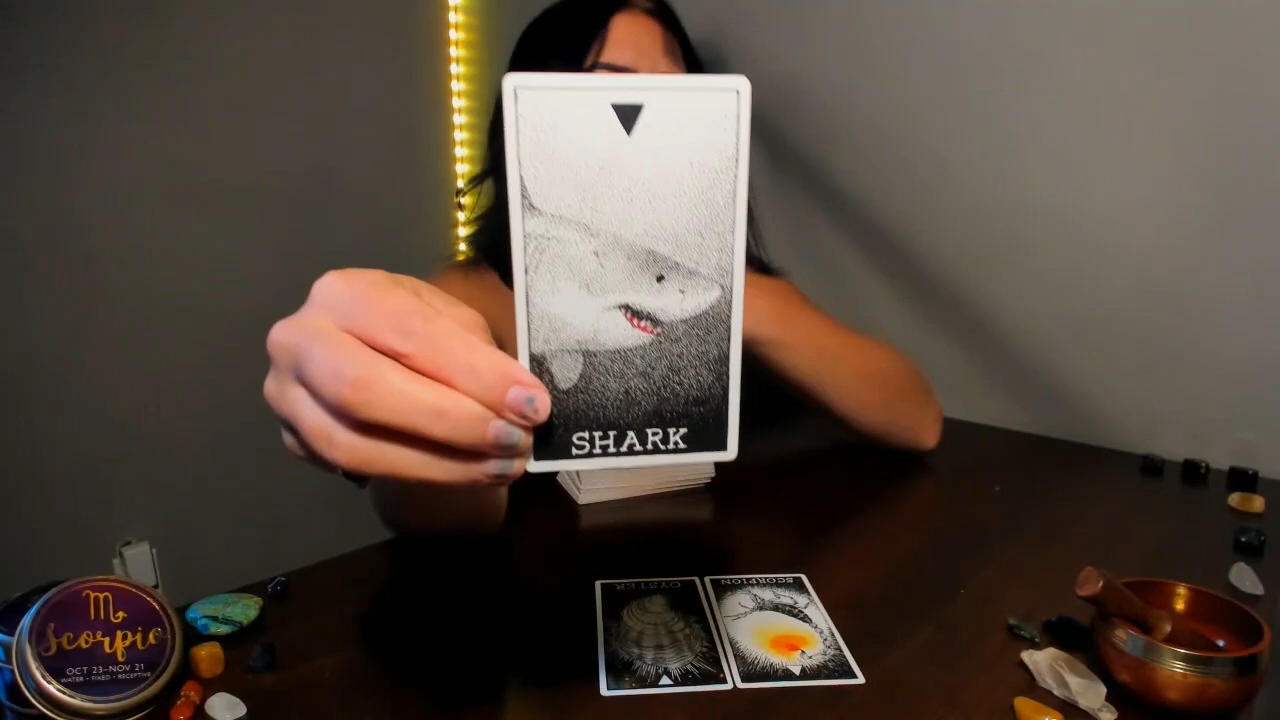 SHARK
OYSTER
SCORPION
♏
Scorpio
OCT 23-NOV 21
WATER • FIXED • RECEPTIVE